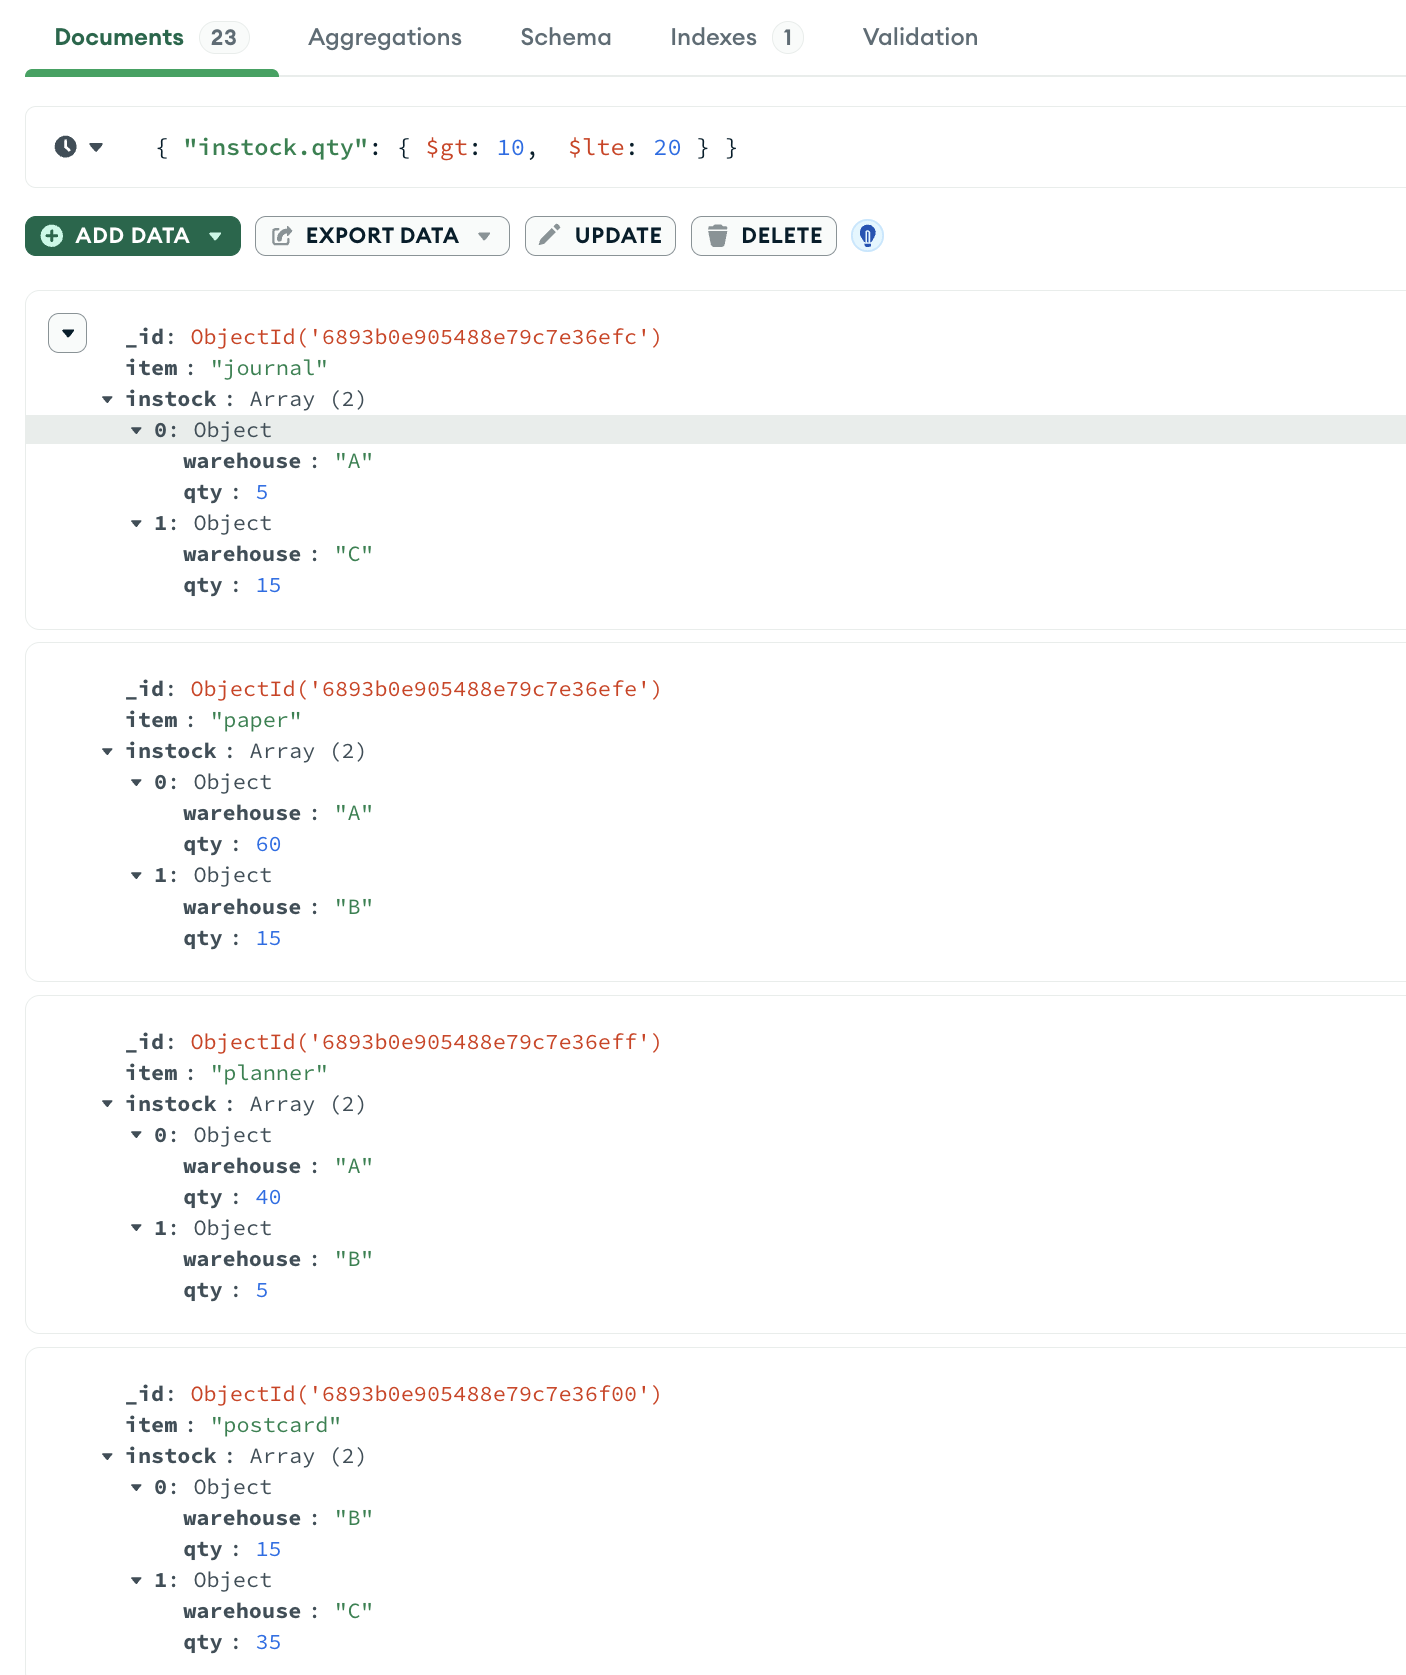 Documents 23 Aggregations Schema Indexes 1 Validation
{ "instock.qty": { $gt: 10, $lte: 20 } }
ADD DATA EXPORT DATA UPDATE DELETE
_id: ObjectId('6893b0e905488e79c7e36efc')
item : "journal"
instock : Array (2)
0: Object
warehouse : "A"
qty : 5
1: Object
warehouse : "C"
qty : 15
_id: ObjectId('6893b0e905488e79c7e36efe')
item : "paper"
instock : Array (2)
0: Object
warehouse : "A"
qty : 60
1: Object
warehouse : "B"
qty : 15
_id: ObjectId('6893b0e905488e79c7e36eff')
item : "planner"
instock : Array (2)
0: Object
warehouse : "A"
qty : 40
1: Object
warehouse : "B"
qty : 5
_id: ObjectId('6893b0e905488e79c7e36f00')
item : "postcard"
instock : Array (2)
0: Object
warehouse : "B"
qty : 15
1: Object
warehouse : "C"
qty : 35